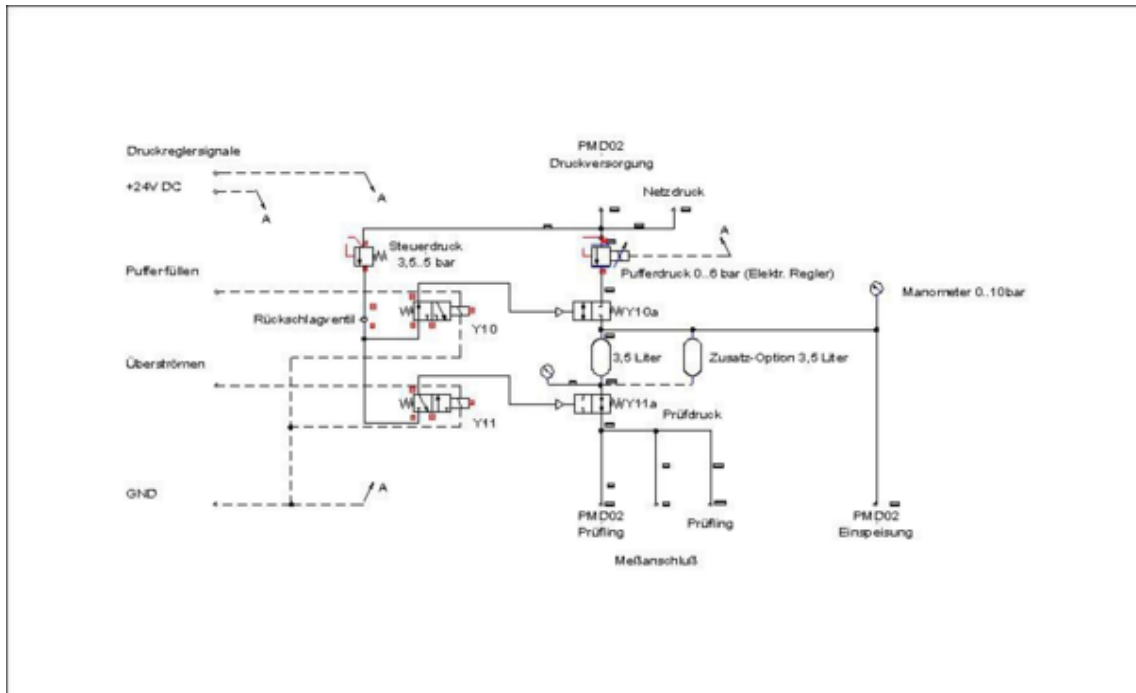 Druckreglersignale
+24V DC
A
A
PMD02
Druckversorgung
Netzdruck
Steuerdruck
3,5..5 bar
A
Pufferdruck 0..6 bar (Elektr. Regler)
Pufferfüllen
Manometer 0..10bar
Rückschlagventil
Y10
Y10a
Überströmen
3,5 Liter
Zusatz-Option 3,5 Liter
Y11
Y11a
Prüfdruck
GND
A
PMD02
Prüfling
Prüfling
PMD02
Einspeisung
Meßanschluß